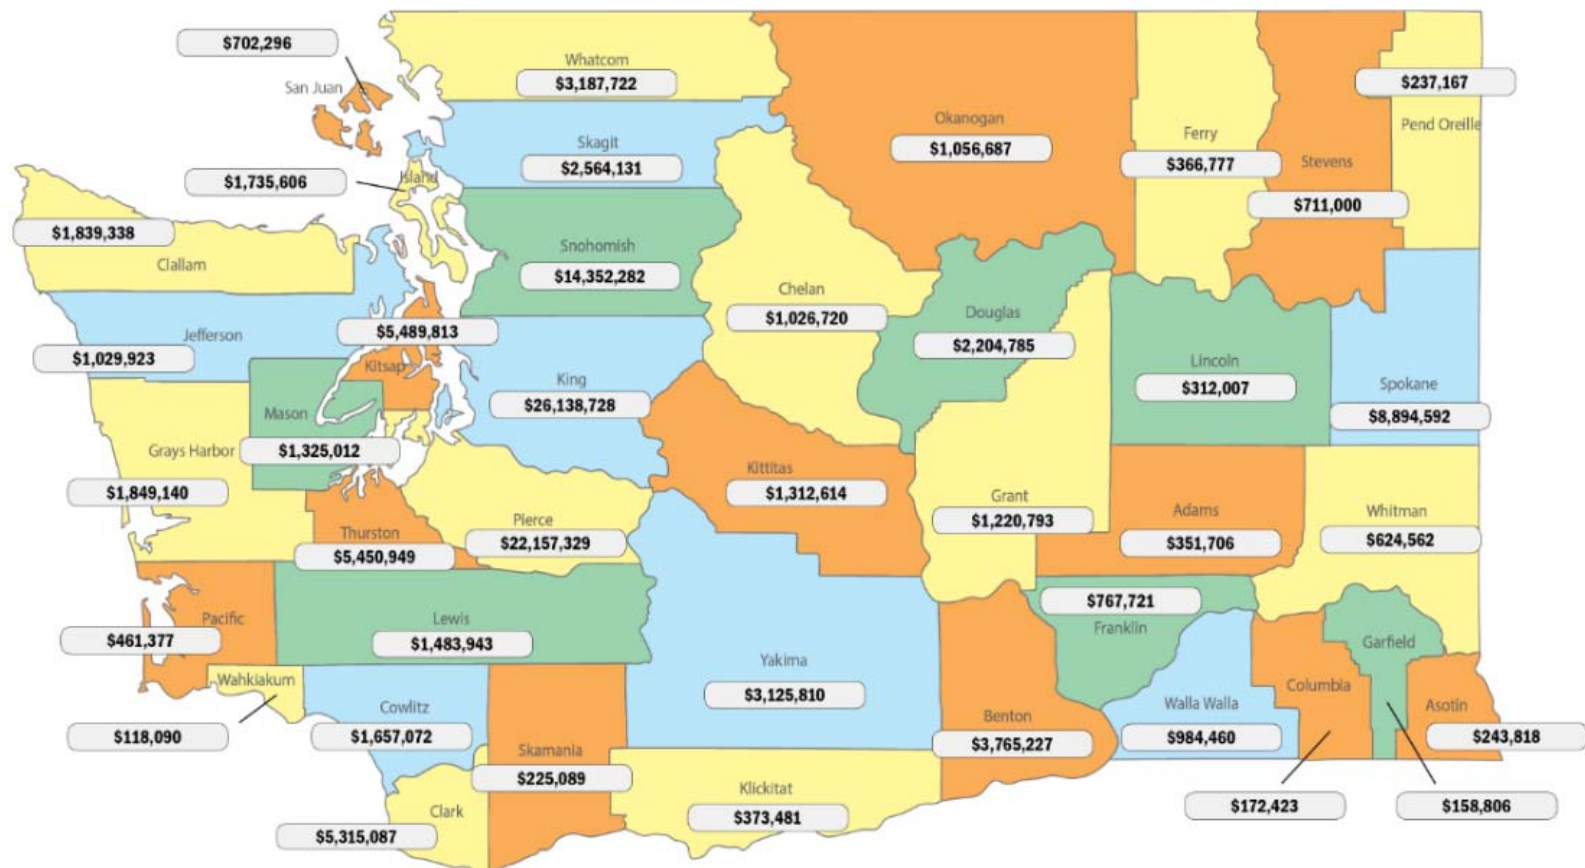 $702,296
San Juan
Whatcom
$3,187,722
Okanogan
$1,056,687
Ferry
$366,777
Stevens
$711,000
$237,167
Pend Oreille
Skagit
$2,564,131
$1,735,606
Island
$1,839,338
Clallam
Snohomish
$14,352,282
Chelan
$1,026,720
Douglas
$2,204,785
Jefferson
$1,029,923
$5,489,813
Kitsap
King
$26,138,728
Lincoln
$312,007
Spokane
$8,894,592
Mason
$1,325,012
Grays Harbor
$1,849,140
Kittitas
$1,312,614
Grant
$1,220,793
Adams
$351,706
Whitman
$624,562
Thurston
$5,450,949
Pierce
$22,157,329
Pacific
$461,377
Lewis
$1,483,943
$767,721
Franklin
Garfield
$158,806
Wahkiakum
$118,090
Cowlitz
$1,657,072
Yakima
$3,125,810
Benton
$3,765,227
Walla Walla
$984,460
Columbia
$172,423
Asotin
$243,818
Skamania
$225,089
Clark
$5,315,087
Klickitat
$373,481